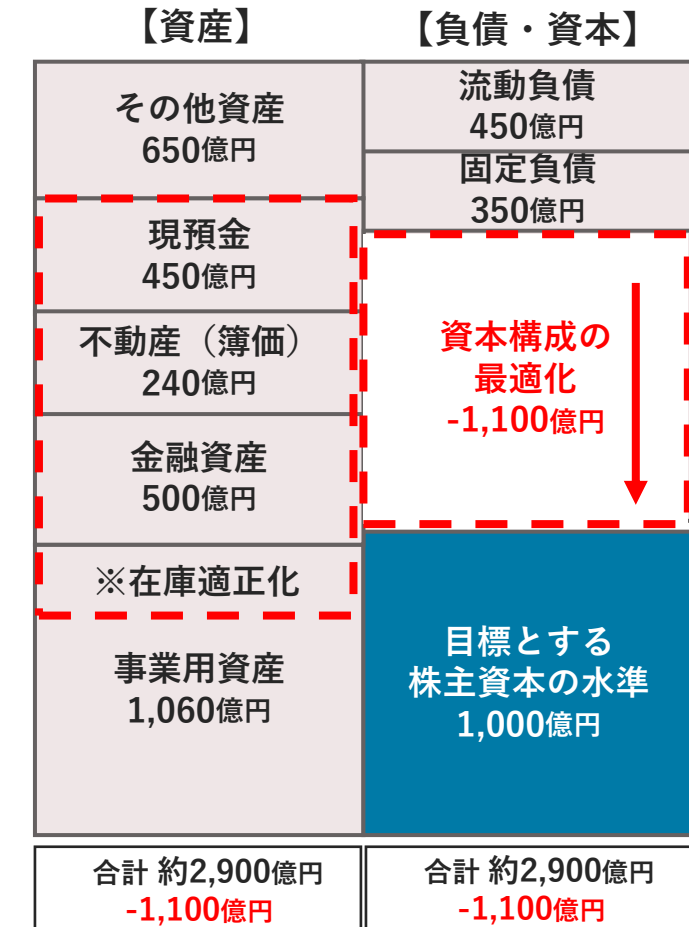 【資産】
その他資産
650億円
現預金
450億円
不動産（簿価）
240億円
金融資産
500億円
※在庫適正化
事業用資産
1,060億円
合計 約2,900億円
-1,100億円
【負債・資本】
流動負債
450億円
固定負債
350億円
資本構成の
最適化
-1,100億円
目標とする
株主資本の水準
1,000億円
合計 約2,900億円
-1,100億円